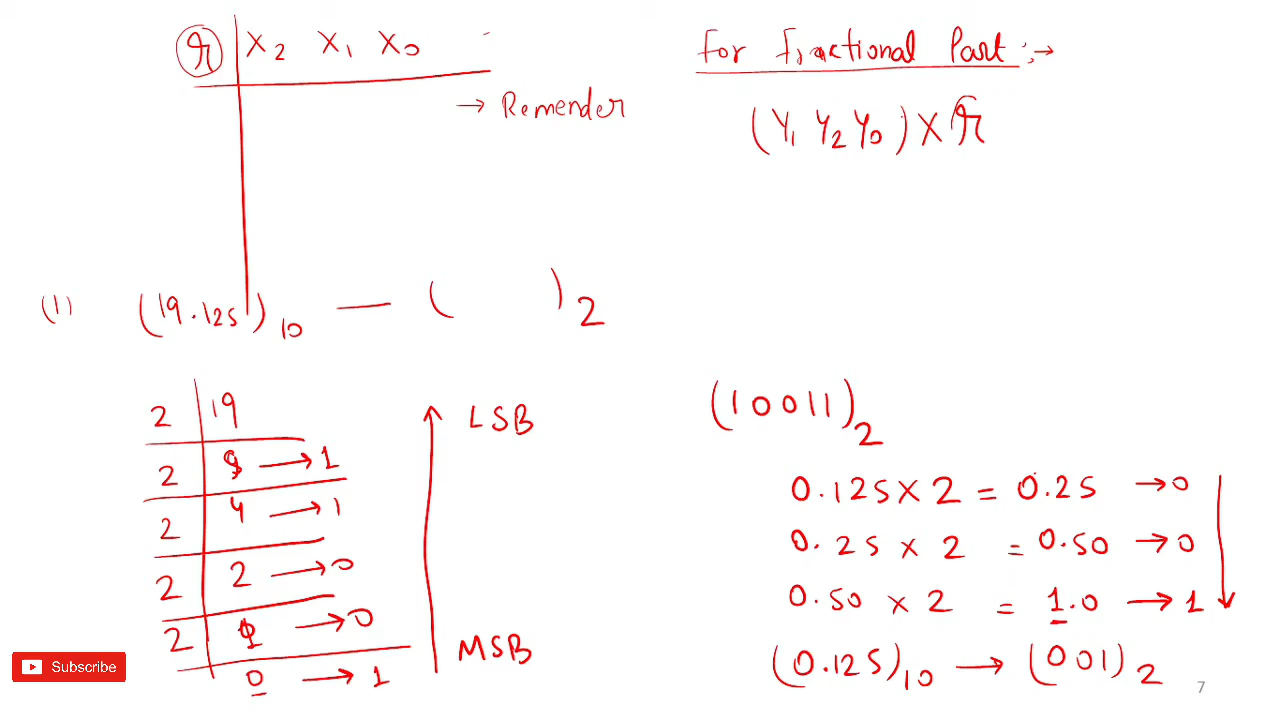 r X2 X1 X0
→ Remender
For Fractional Part :→
(Y1 Y2 Y0) X r
(1) (19.125)10 — ( )2
2 19
2 9 → 1
2 4 → 1
2 2 → 0
2 1 → 0
0 → 1
LSB
MSB
(10011)2
0.125 X 2 = 0.25 → 0
0.25 X 2 = 0.50 → 0
0.50 X 2 = 1.0 → 1
(0.125)10 → (001)2
Subscribe
7